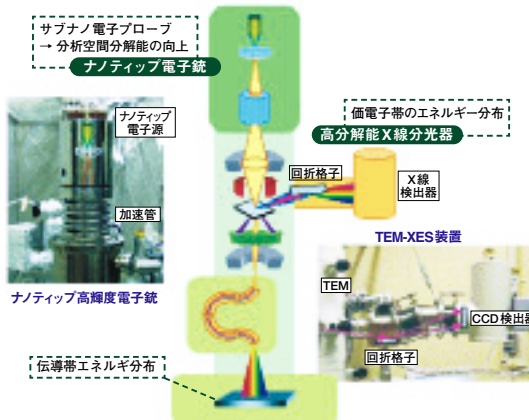 サブナノ電子プローブ
→ 分析空間分解能の向上
ナノティップ電子銃
価電子帯のエネルギー分布
高分解能X線分光器
ナノティップ
電子源
回折格子
X線
検出器
加速管
TEM-XES装置
TEM
CCD検出器
ナノティップ高輝度電子銃
回折格子
伝導帯エネルギ分布